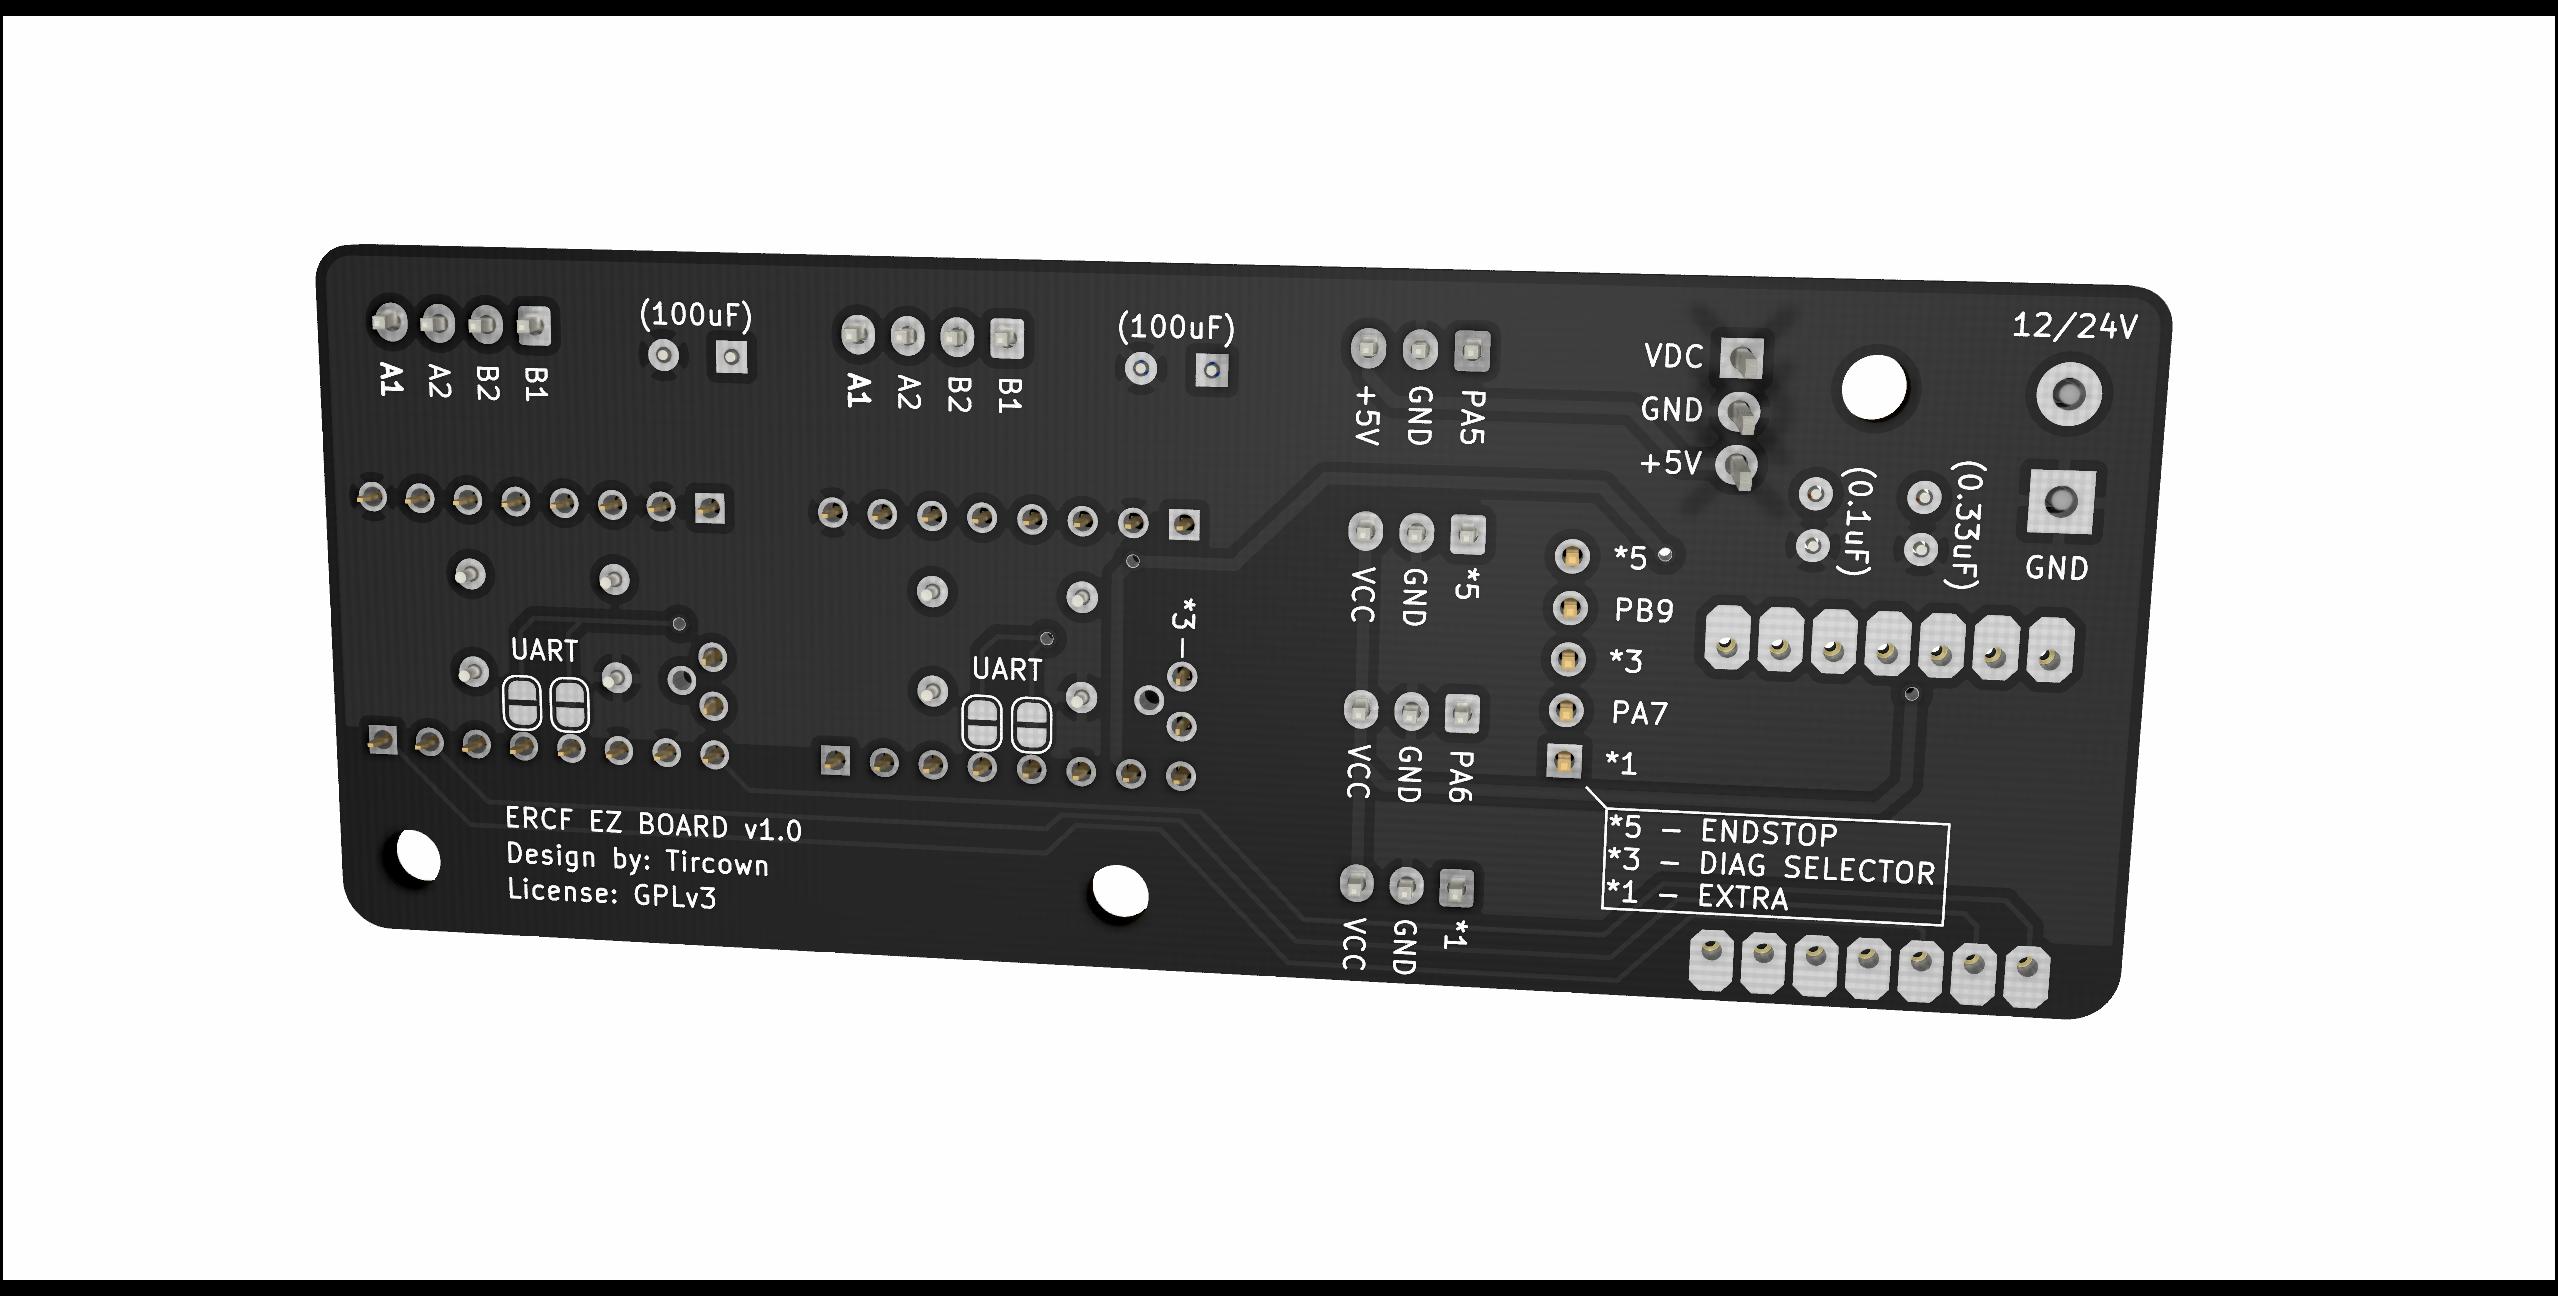 (100uF)
(100uF)
12/24V
A1
A2
B2
B1
A1
A2
B2
B1
+5V
GND
PA5
VDC
GND
+5V
(0.1uF)
(0.33uF)
GND
VCC
GND
*5
*5
PB9
*3
PA7
*1
*3-
UART
UART
VCC
GND
PA6
ERCF EZ BOARD v1.0
Design by: Tircown
License: GPLv3
*5 - ENDSTOP
*3 - DIAG SELECTOR
*1 - EXTRA
VCC
GND
*1